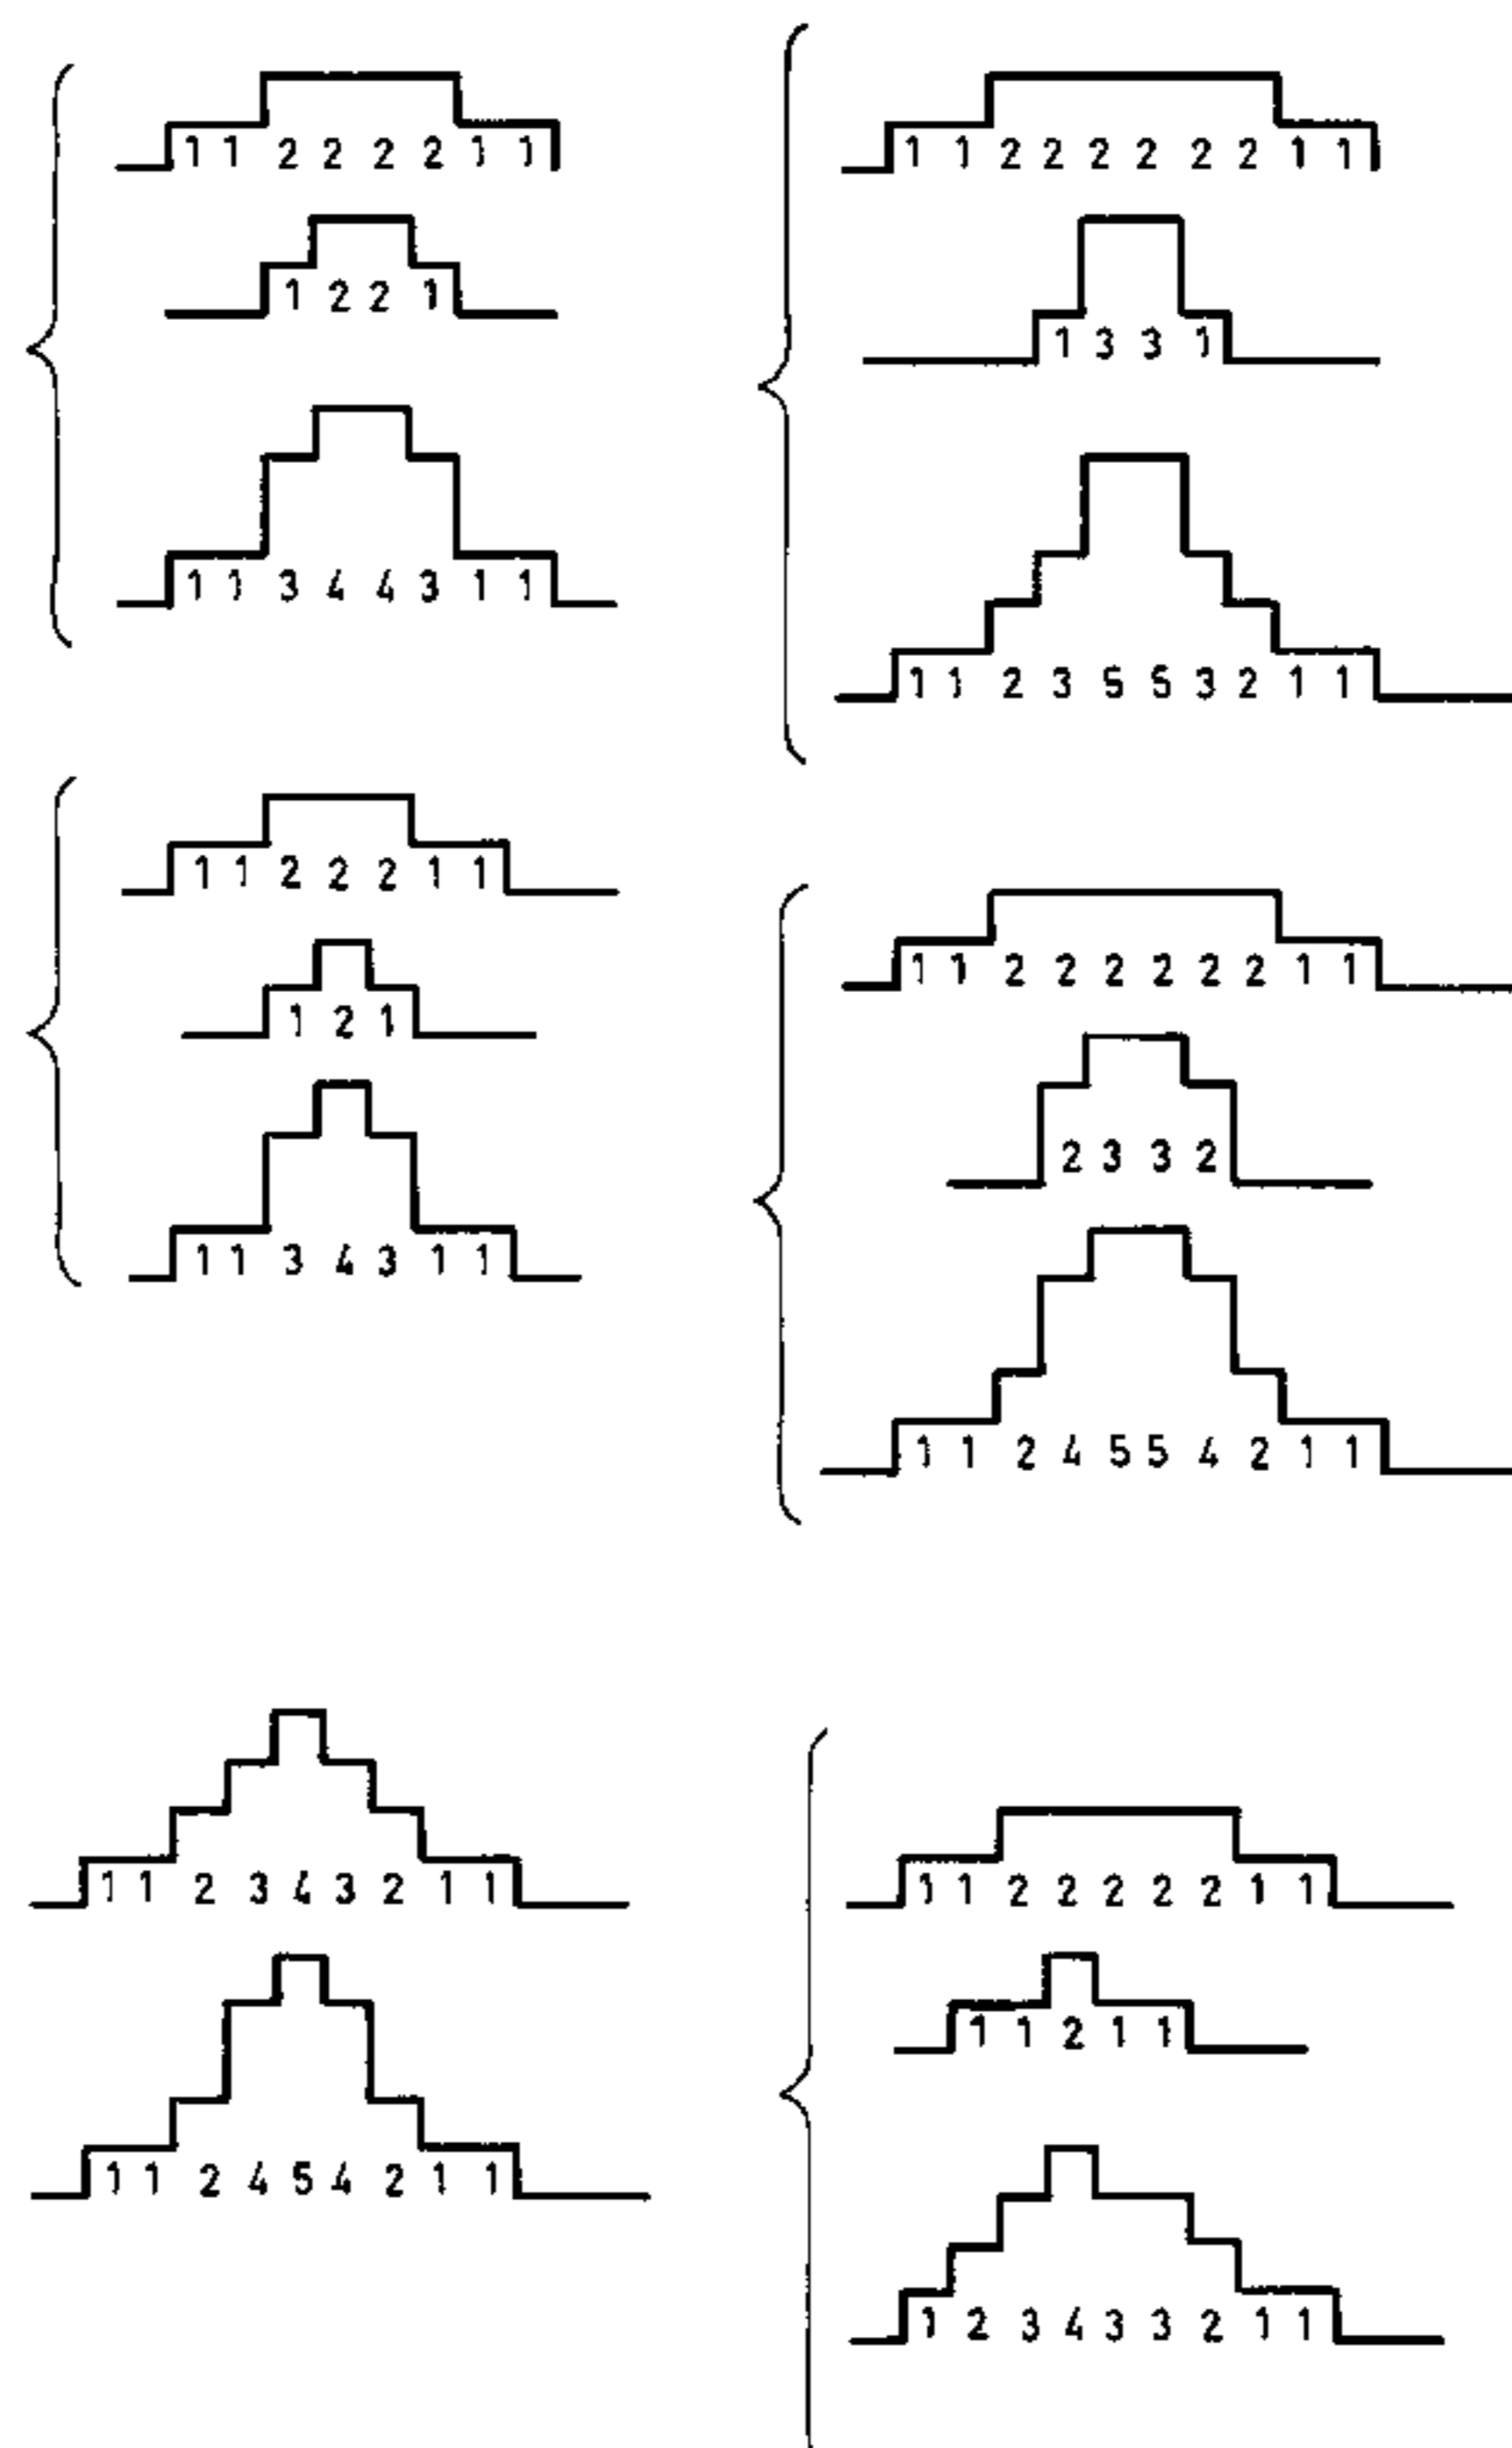 1 1 2 2 2 2 1 1
1 2 2 1
1 1 3 4 4 3 1 1
1 1 2 2 2 1 1
1 2 1
1 1 3 4 3 1 1
1 1 2 3 4 3 2 1 1
1 1 2 4 5 4 2 1 1
1 1 2 2 2 2 2 2 1 1
1 3 3 1
1 1 2 3 5 5 3 2 1 1
1 1 2 2 2 2 2 2 1 1
2 3 3 2
1 1 2 4 5 5 4 2 1 1
1 1 2 2 2 2 2 1 1
1 1 2 1 1
1 2 3 4 3 3 2 1 1